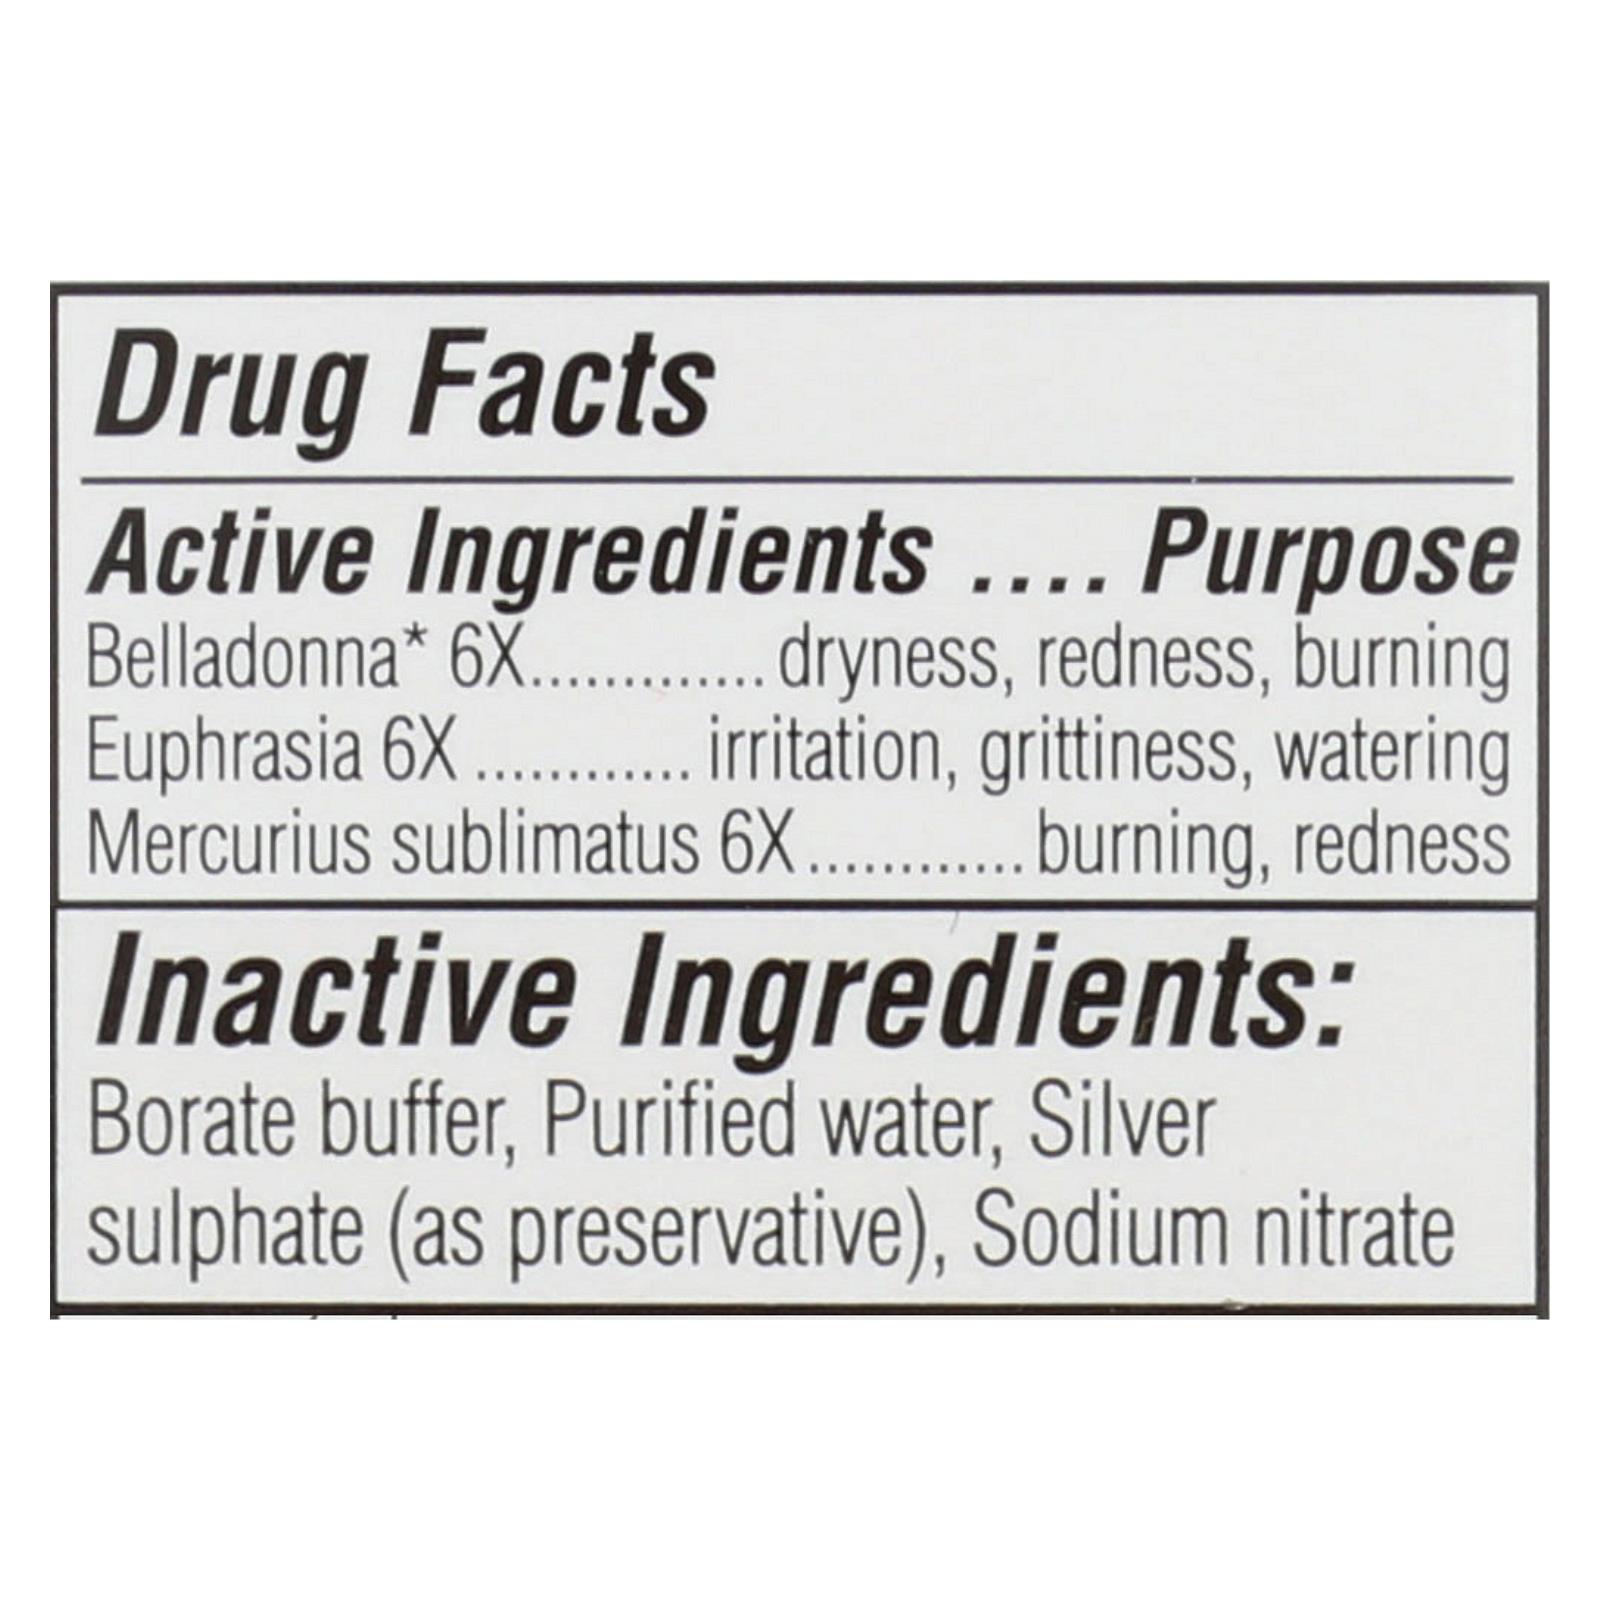 Drug Facts
Active Ingredients .... Purpose
Belladonna* 6X............. dryness, redness, burning
Euphrasia 6X ............ irritation, grittiness, watering
Mercurius sublimatus 6X............ burning, redness
Inactive Ingredients:
Borate buffer, Purified water, Silver
sulphate (as preservative), Sodium nitrate